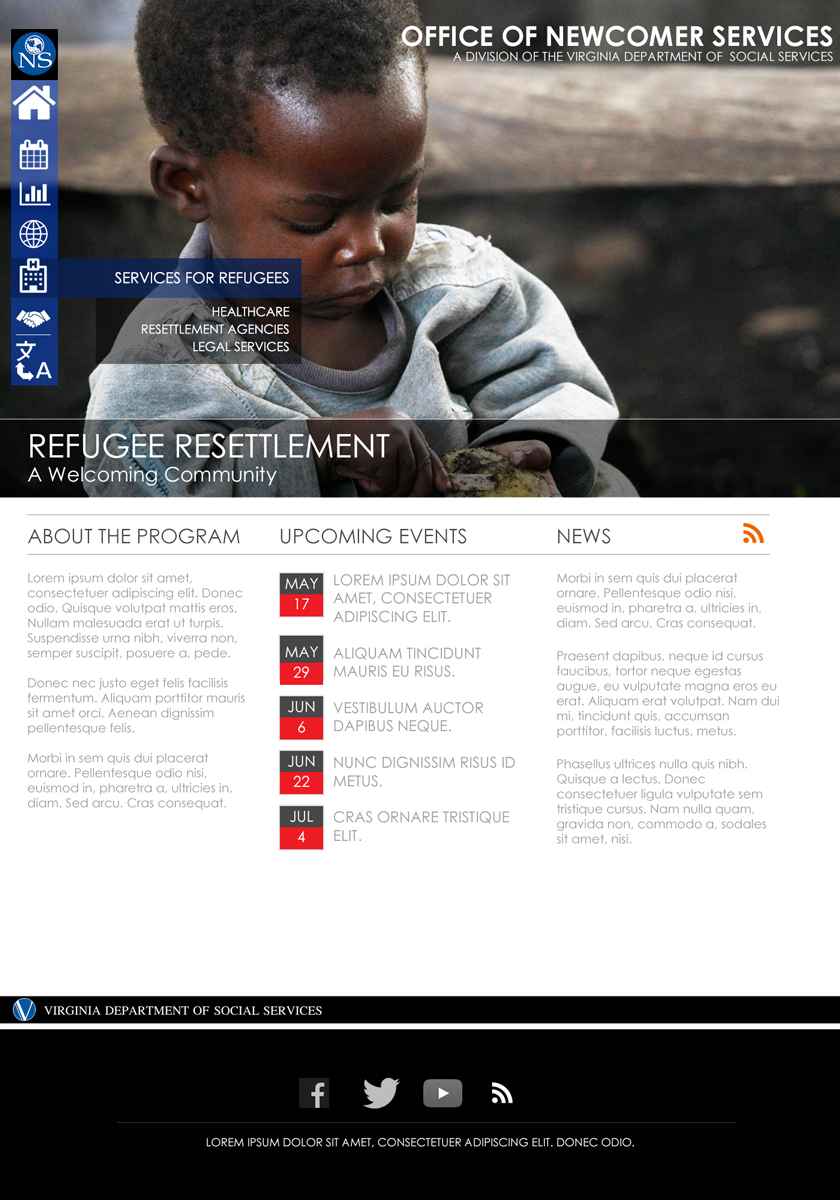 OFFICE OF NEWCOMER SERVICES
A DIVISION OF THE VIRGINIA DEPARTMENT OF SOCIAL SERVICES
NS
H
SERVICES FOR REFUGEES
HEALTHCARE
RESETTLEMENT AGENCIES
LEGAL SERVICES
文
A
REFUGEE RESETTLEMENT
A Welcoming Community
ABOUT THE PROGRAM
Lorem ipsum dolor sit amet,
consectetuer adipiscing elit. Donec
odio. Quisque volutpat mattis eros.
Nullam malesuada erat ut turpis.
Suspendisse urna nibh, viverra non,
semper suscipit, posuere a, pede.
Donec nec justo eget felis facilisis
fermentum. Aliquam porttitor mauris
sit amet orci. Aenean dignissim
pellentesque felis.
Morbi in sem quis dui placerat
ornare. Pellentesque odio nisi,
euismod in, pharetra a, ultricies in,
diam. Sed arcu. Cras consequat.
UPCOMING EVENTS
MAY
17
LOREM IPSUM DOLOR SIT
AMET, CONSECTETUER
ADIPISCING ELIT.
MAY
29
ALIQUAM TINCIDUNT
MAURIS EU RISUS.
JUN
6
VESTIBULUM AUCTOR
DAPIBUS NEQUE.
JUN
22
NUNC DIGNISSIM RISUS ID
METUS.
JUL
4
CRAS ORNARE TRISTIQUE
ELIT.
NEWS
Morbi in sem quis dui placerat
ornare. Pellentesque odio nisi,
euismod in, pharetra a, ultricies in,
diam. Sed arcu. Cras consequat.
Praesent dapibus, neque id cursus
faucibus, tortor neque egestas
augue, eu vulputate magna eros eu
erat. Aliquam erat volutpat. Nam dui
mi, tincidunt quis, accumsan
porttitor, facilisis luctus, metus.
Phasellus ultrices nulla quis nibh.
Quisque a lectus. Donec
consectetuer ligula vulputate sem
tristique cursus. Nam nulla quam,
gravida non, commodo a, sodales
sit amet, nisi.
V VIRGINIA DEPARTMENT OF SOCIAL SERVICES
f
LOREM IPSUM DOLOR SIT AMET, CONSECTETUER ADIPISCING ELIT. DONEC ODIO.